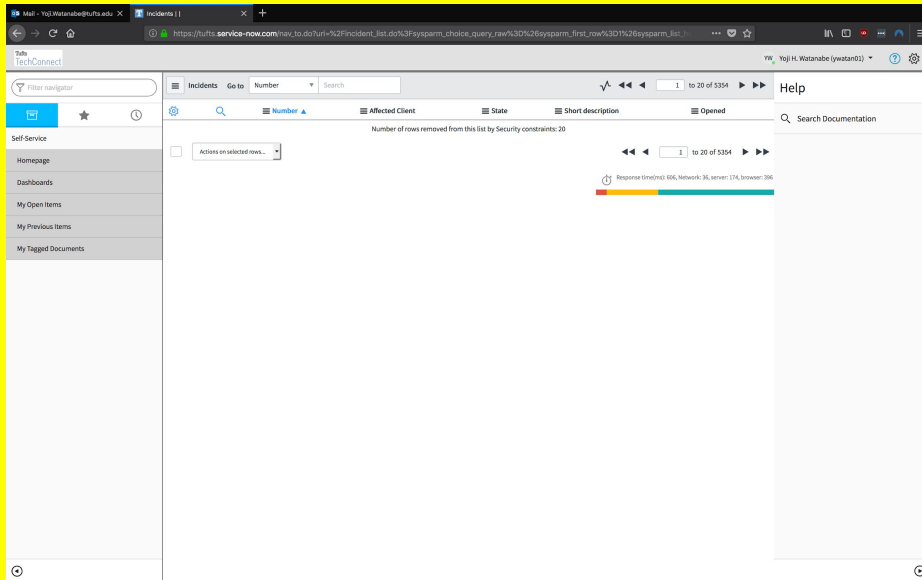 Mail - Yoji.Watanabe@tufts.edu
Incidents | |
https://tufts.service-now.com/nav_to.do?uri=%2Fincident_list.do%3Fsysparm_choice_query_raw%3D%26sysparm_first_row%3D1%26sysparm_list_h
Tufts
TechConnect
YW Yoji H. Watanabe (ywatan01)
Filter navigator
Incidents Go to Number Search 1 to 20 of 5354
Help
Number Affected Client State Short description Opened
Search Documentation
Number of rows removed from this list by Security constraints: 20
Self-Service
Actions on selected rows... 1 to 20 of 5354
Homepage
Response time(ms): 606, Network: 36, server: 174, browser: 396
Dashboards
My Open Items
My Previous Items
My Tagged Documents